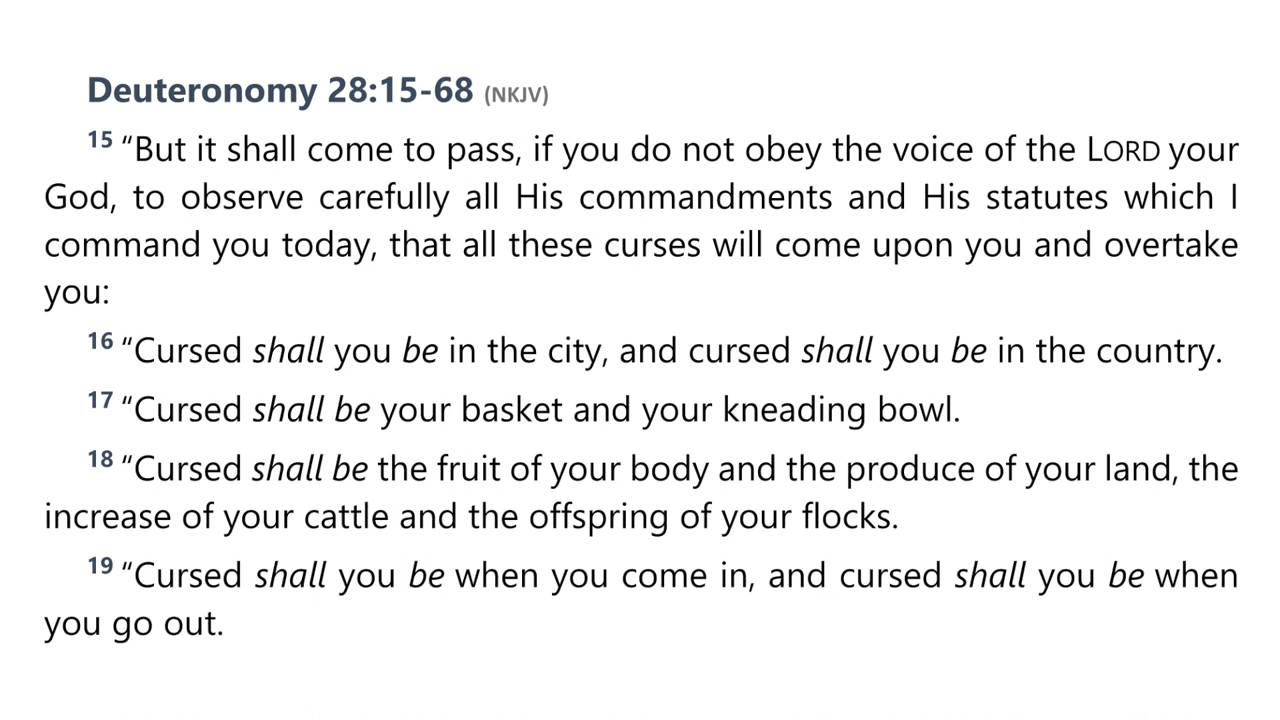 Deuteronomy 28:15-68 (NKJV)
15 “But it shall come to pass, if you do not obey the voice of the LORD your
God, to observe carefully all His commandments and His statutes which I
command you today, that all these curses will come upon you and overtake
you:
16 “Cursed shall you be in the city, and cursed shall you be in the country.
17 “Cursed shall be your basket and your kneading bowl.
18 “Cursed shall be the fruit of your body and the produce of your land, the
increase of your cattle and the offspring of your flocks.
19 “Cursed shall you be when you come in, and cursed shall you be when
you go out.